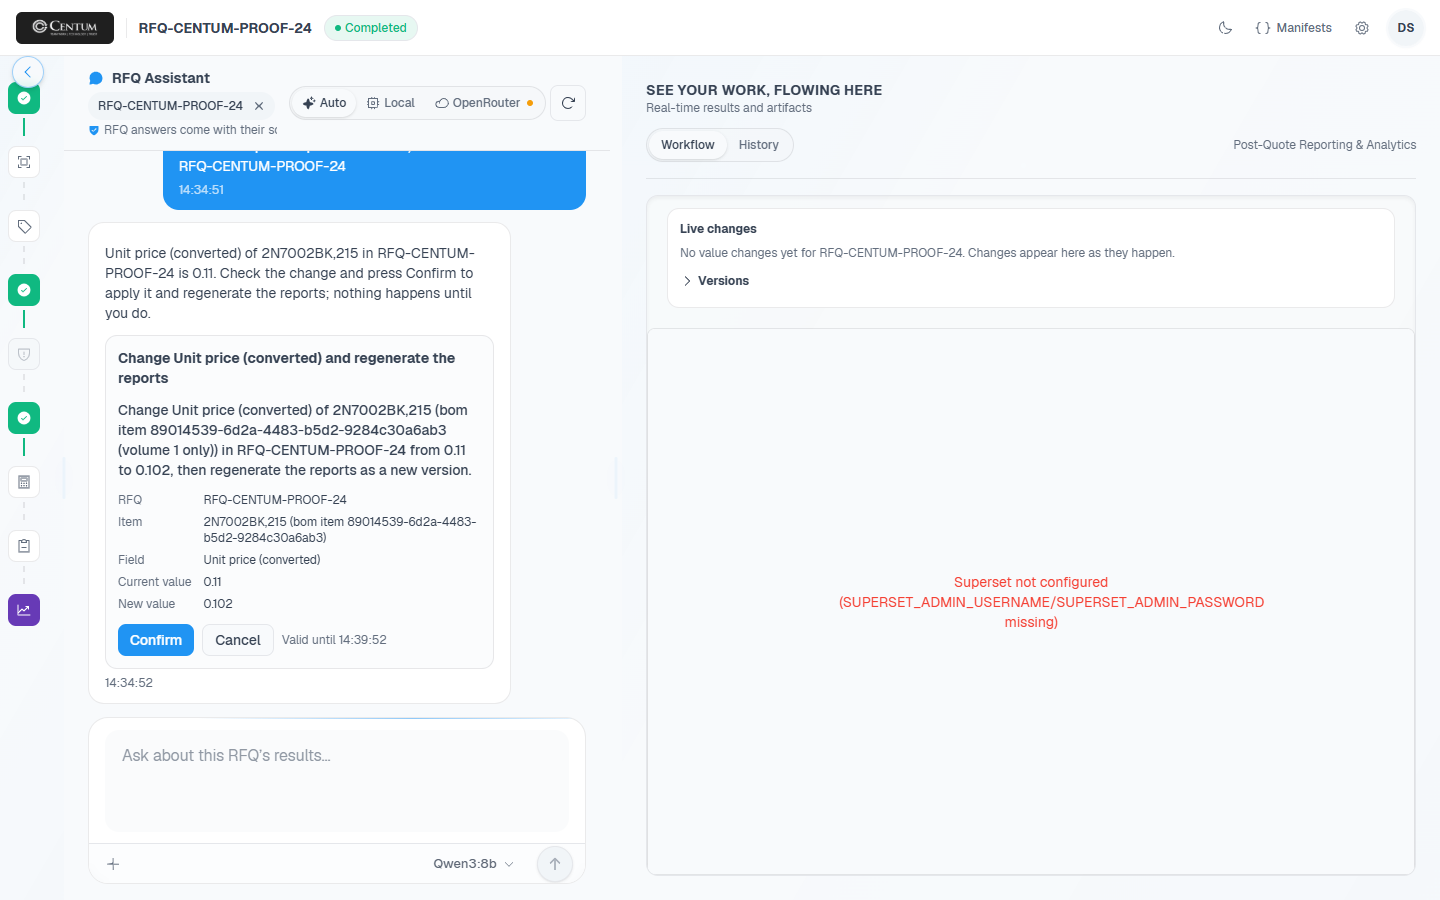 CENTUM
RFQ-CENTUM-PROOF-24
Completed
Manifests
DS
RFQ Assistant
RFQ-CENTUM-PROOF-24
Auto
Local
OpenRouter
RFQ answers come with their sc
RFQ-CENTUM-PROOF-24
14:34:51
Unit price (converted) of 2N7002BK,215 in RFQ-CENTUM-
PROOF-24 is 0.11. Check the change and press Confirm to
apply it and regenerate the reports; nothing happens until
you do.
Change Unit price (converted) and regenerate the
reports
Change Unit price (converted) of 2N7002BK,215 (bom
item 89014539-6d2a-4483-b5d2-9284c30a6ab3
(volume 1 only)) in RFQ-CENTUM-PROOF-24 from 0.11
to 0.102, then regenerate the reports as a new version.
RFQ RFQ-CENTUM-PROOF-24
Item 2N7002BK,215 (bom item 89014539-6d2a-4483-
b5d2-9284c30a6ab3)
Field Unit price (converted)
Current value 0.11
New value 0.102
Confirm Cancel Valid until 14:39:52
14:34:52
Ask about this RFQ's results...
Qwen3:8b
SEE YOUR WORK, FLOWING HERE
Real-time results and artifacts
Workflow History Post-Quote Reporting & Analytics
Live changes
No value changes yet for RFQ-CENTUM-PROOF-24. Changes appear here as they happen.
Versions
Superset not configured
(SUPERSET_ADMIN_USERNAME/SUPERSET_ADMIN_PASSWORD
missing)